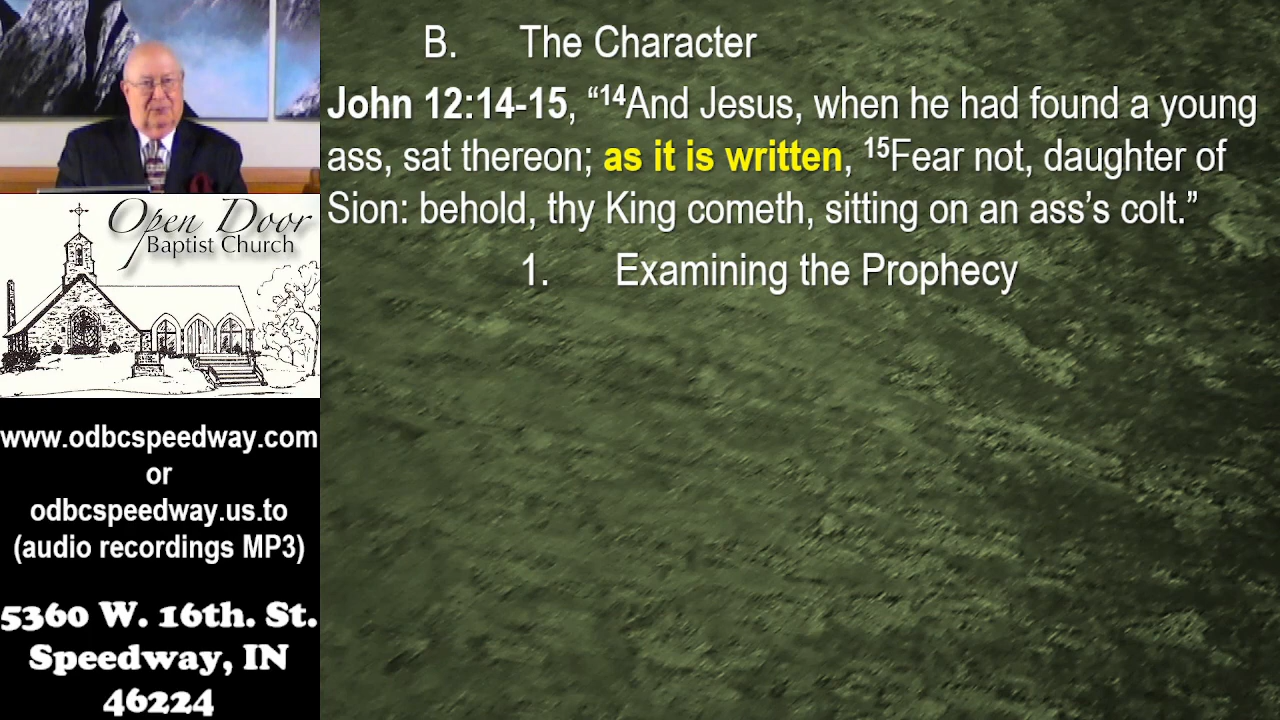 B. The Character
John 12:14-15, “¹⁴And Jesus, when he had found a young
ass, sat thereon; as it is written, ¹⁵Fear not, daughter of
Sion: behold, thy King cometh, sitting on an ass’s colt.”
1. Examining the Prophecy
Open Door
Baptist Church
www.odbcspeedway.com
or
odbcspeedway.us.to
(audio recordings MP3)
5360 W. 16th. St.
Speedway, IN
46224